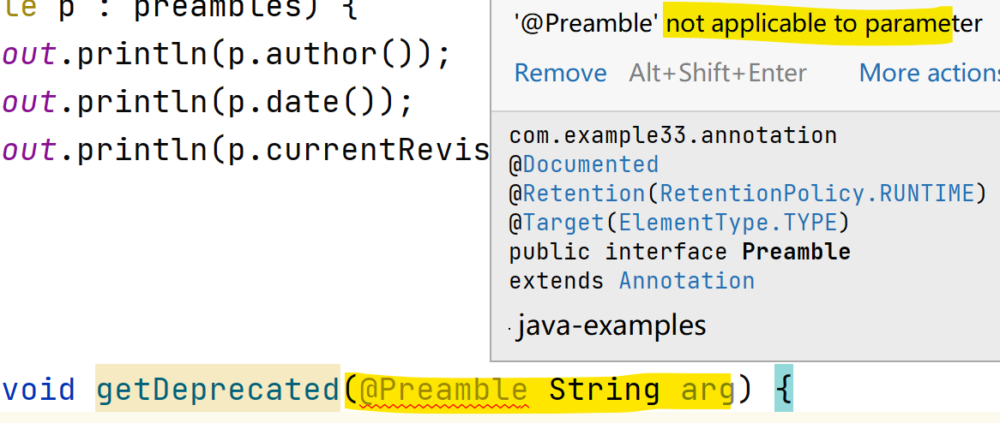 le p : preambles) {
out.println(p.author());
out.println(p.date());
out.println(p.currentRevis
'@Preamble' not applicable to parameter
Remove Alt+Shift+Enter More actions
com.example33.annotation
@Documented
@Retention(RetentionPolicy.RUNTIME)
@Target(ElementType.TYPE)
public interface Preamble
extends Annotation
java-examples
void getDeprecated(@Preamble String arg) {